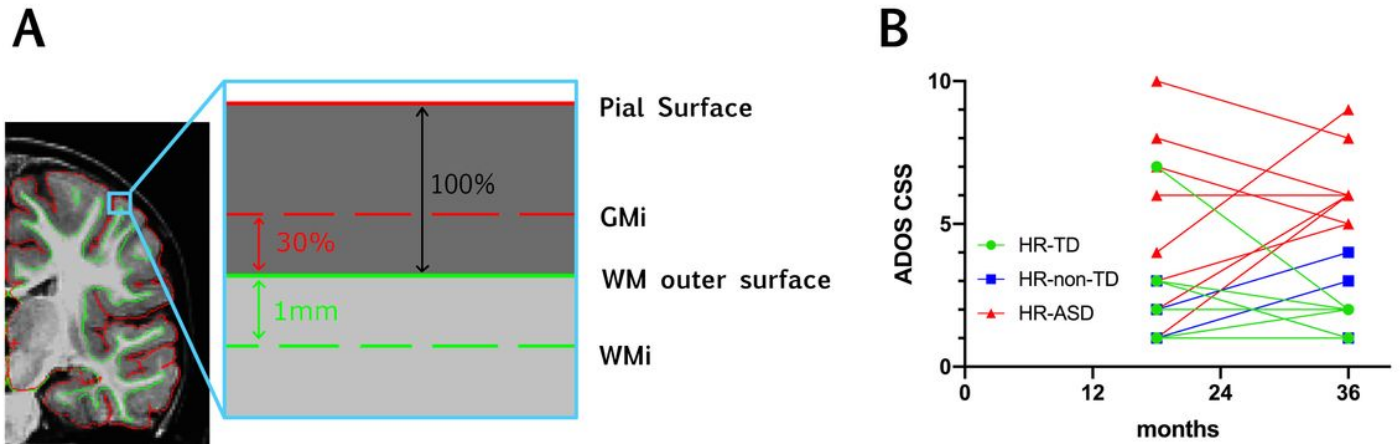 A
Pial Surface
100%
GMi
30%
WM outer surface
1mm
WMi
B
10
5
0
ADOS CSS
HR-TD
HR-non-TD
HR-ASD
0 12 24 36
months